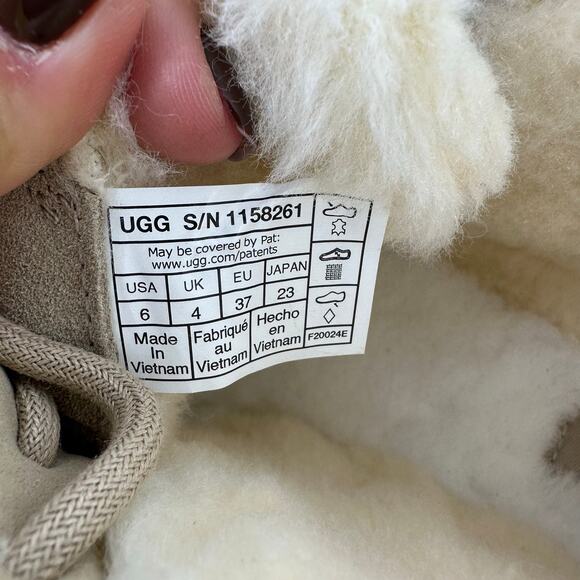 UGG S/N 1158261
May be covered by Pat:
www.ugg.com/patents
USA UK EU JAPAN
6 4 37 23
Made In Vietnam
Fabriqué au Vietnam
Hecho en Vietnam
F20024E